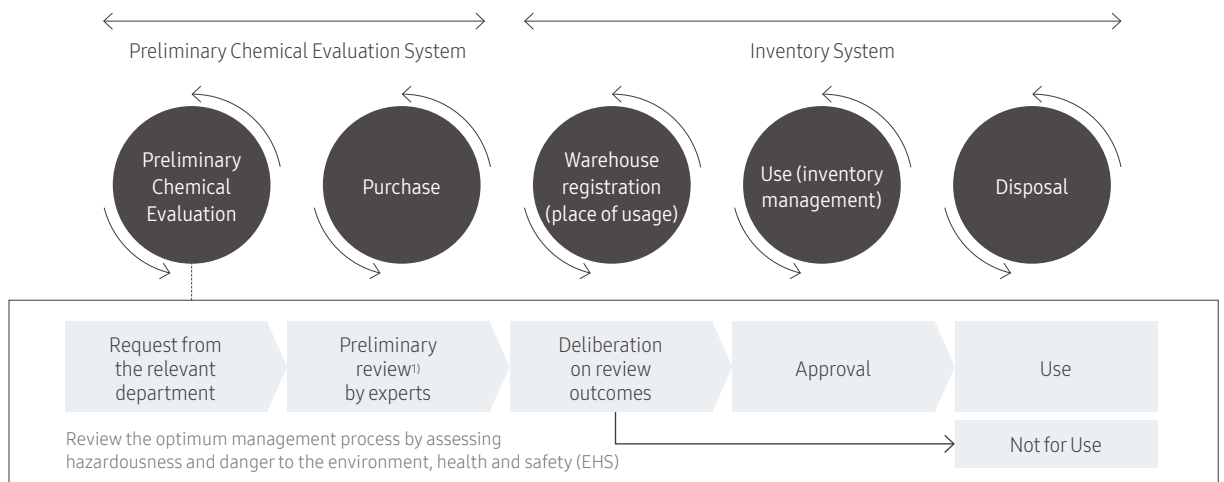 Preliminary Chemical Evaluation System
Inventory System
Preliminary
Chemical
Evaluation
Purchase
Warehouse
registration
(place of usage)
Use (inventory
management)
Disposal
Request from
the relevant
department
Preliminary
review¹⁾
by experts
Deliberation
on review
outcomes
Approval
Use
Not for Use
Review the optimum management process by assessing
hazardousness and danger to the environment, health and safety (EHS)